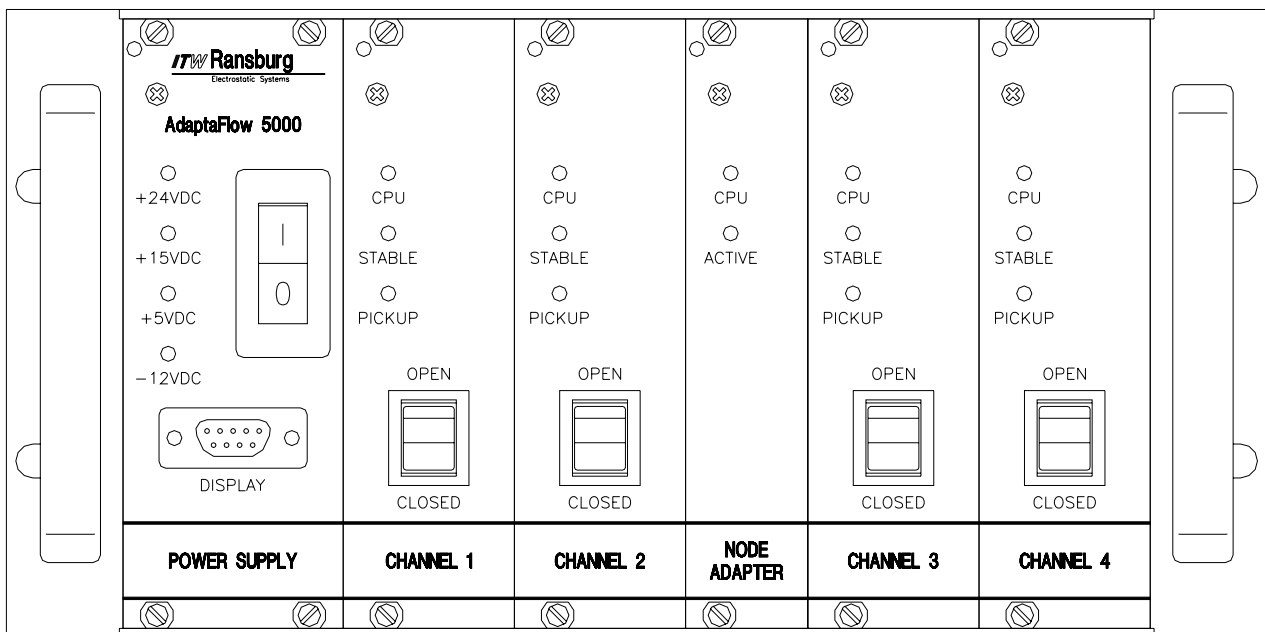 ITW Ransburg
Electrostatic Systems
AdaptaFlow 5000
+24VDC
+15VDC
+5VDC
-12VDC
I
0
DISPLAY
POWER SUPPLY
CPU
STABLE
PICKUP
OPEN
CLOSED
CHANNEL 1
CPU
STABLE
PICKUP
OPEN
CLOSED
CHANNEL 2
CPU
ACTIVE
NODE
ADAPTER
CPU
STABLE
PICKUP
OPEN
CLOSED
CHANNEL 3
CPU
STABLE
PICKUP
OPEN
CLOSED
CHANNEL 4